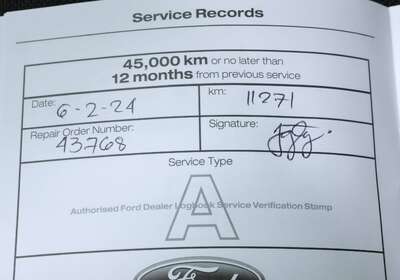 Service Records
45,000 km or no later than
12 months from previous service
Date: 6-2-24
km: 11271
Repair Order Number: 43768
Signature:
Service Type
A
Authorised Ford Dealer Logbook Service Verification Stamp
Ford